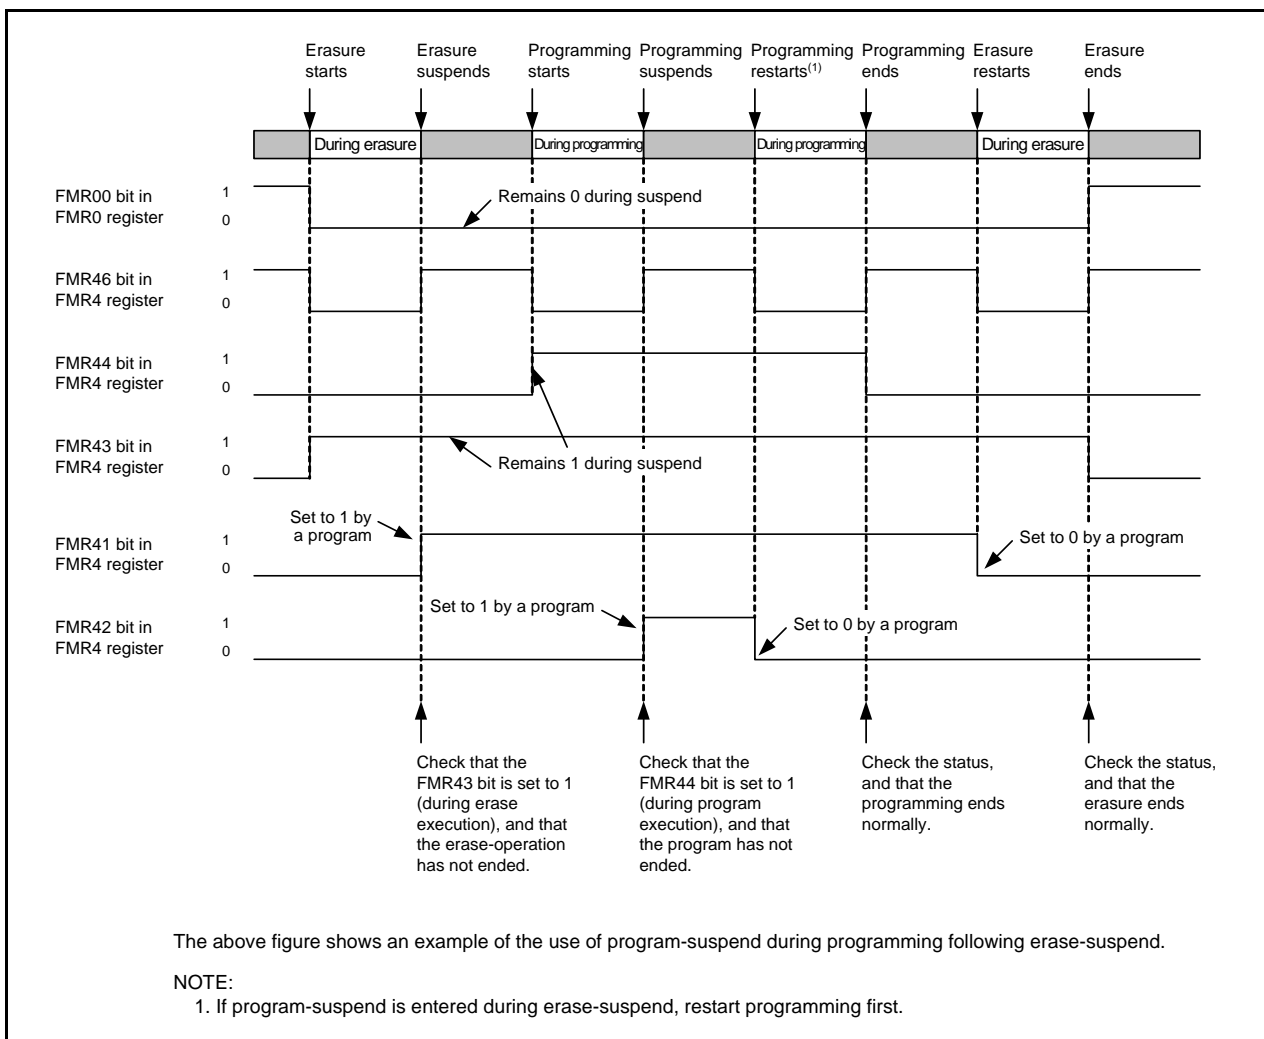 Erasure starts
Erasure suspends
Programming starts
Programming suspends
Programming restarts(1)
Programming ends
Erasure restarts
Erasure ends
During erasure
During programming
During programming
During erasure
FMR00 bit in
FMR0 register
1
0
Remains 0 during suspend
FMR46 bit in
FMR4 register
1
0
FMR44 bit in
FMR4 register
1
0
FMR43 bit in
FMR4 register
1
0
Remains 1 during suspend
FMR41 bit in
FMR4 register
1
0
Set to 1 by
a program
Set to 0 by a program
FMR42 bit in
FMR4 register
1
0
Set to 1 by a program
Set to 0 by a program
Check that the
FMR43 bit is set to 1
(during erase
execution), and that
the erase-operation
has not ended.
Check that the
FMR44 bit is set to 1
(during program
execution), and that
the program has not
ended.
Check the status,
and that the
programming ends
normally.
Check the status,
and that the
erasure ends
normally.
The above figure shows an example of the use of program-suspend during programming following erase-suspend.
NOTE:
1. If program-suspend is entered during erase-suspend, restart programming first.